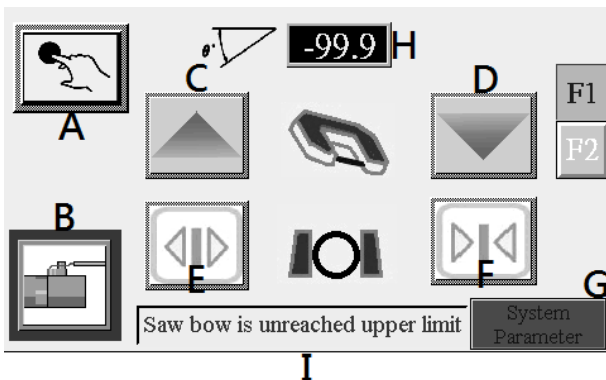 θ°
-99.9
H
C
D
F1
A
F2
B
E
F
G
Saw bow is unreached upper limit
System
Parameter
I